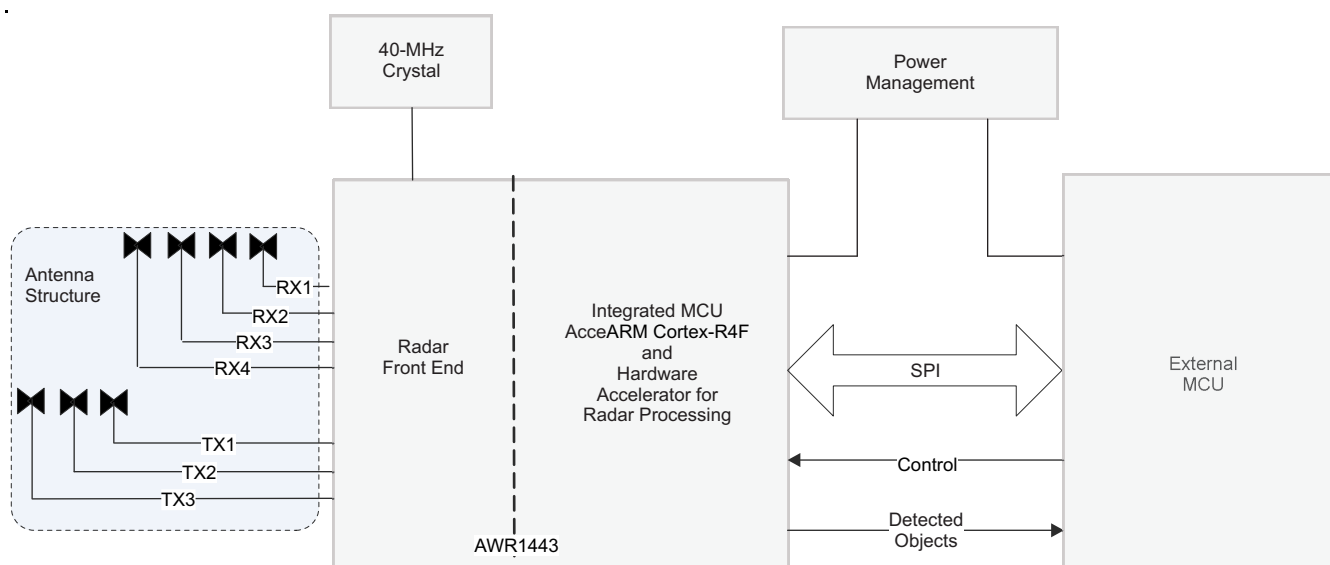 .
40-MHz
Crystal
Power
Management
Antenna
Structure
RX1
RX2
RX3
RX4
TX1
TX2
TX3
Radar
Front End
Integrated MCU
AcceARM Cortex-R4F
and
Hardware
Accelerator for
Radar Processing
AWR1443
SPI
Control
Detected
Objects
External
MCU